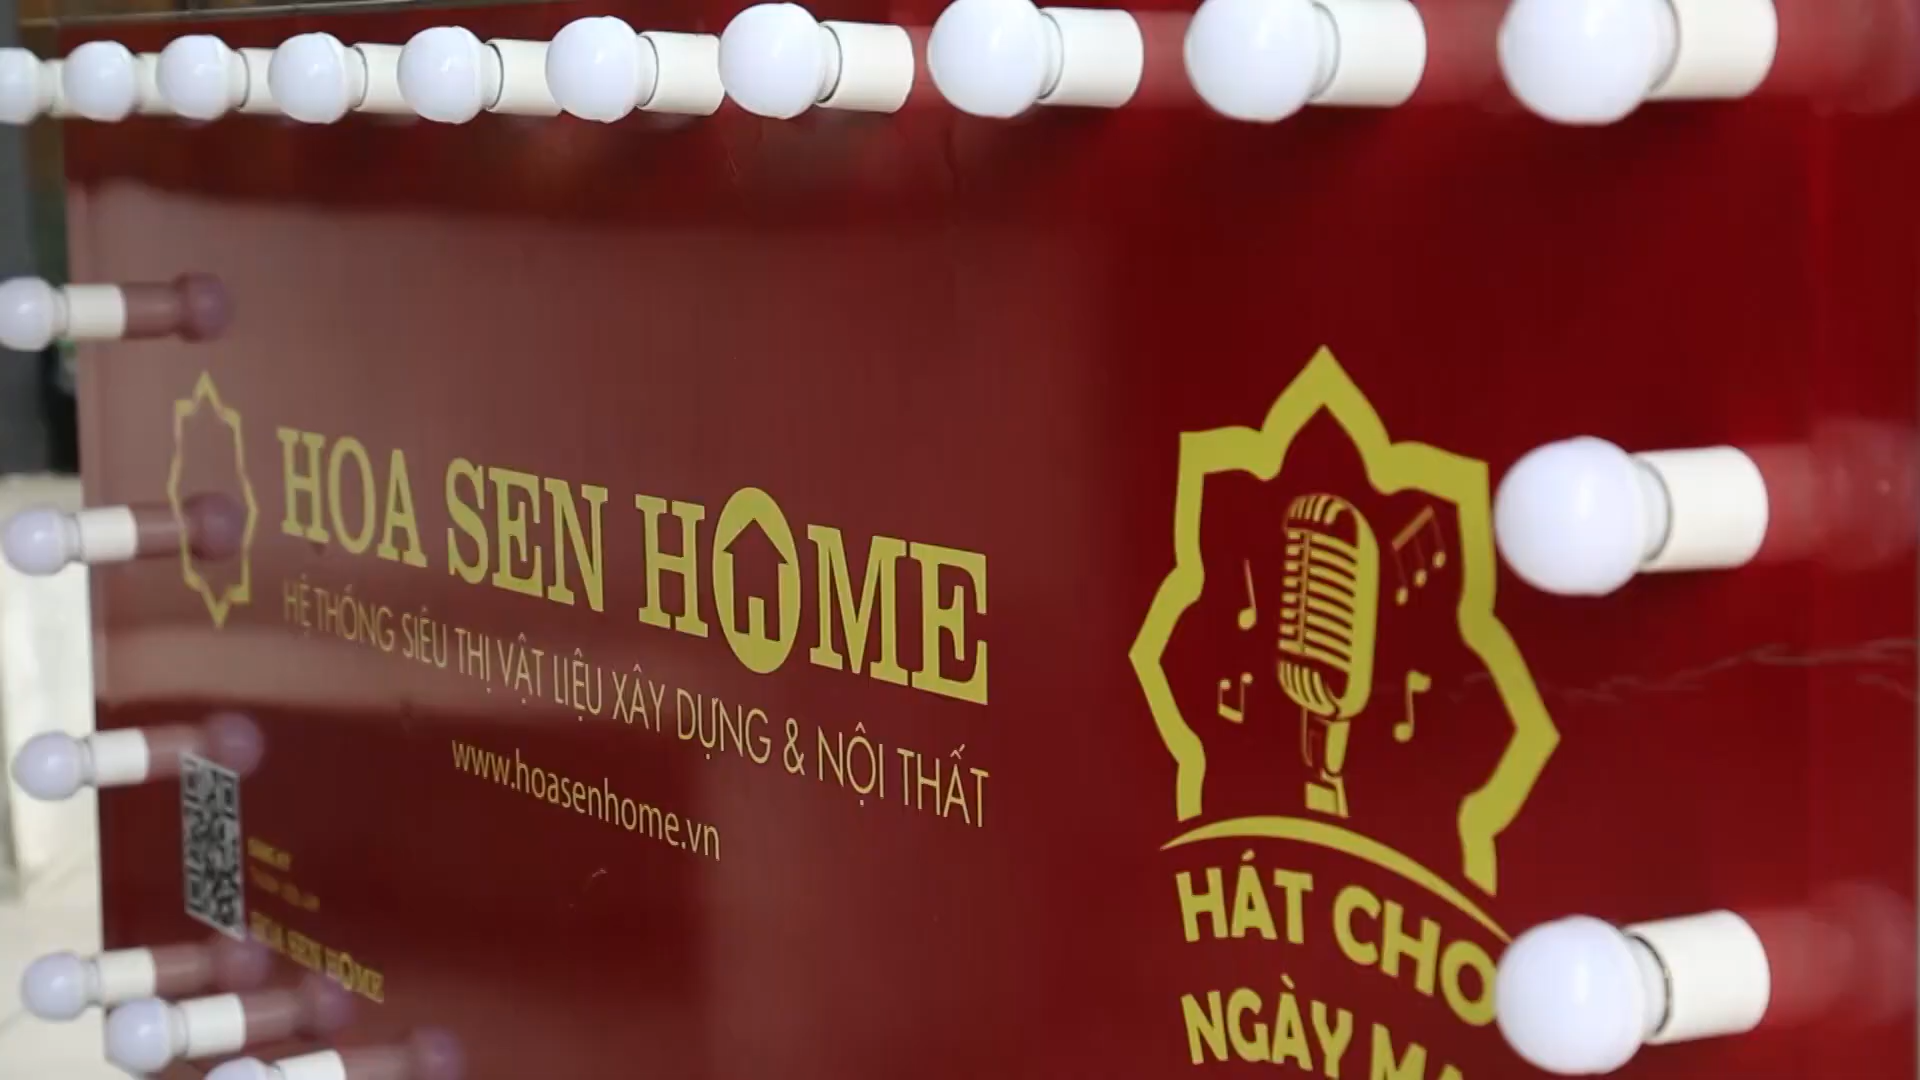 HOA SEN HOME
HỆ THỐNG SIÊU THỊ VẬT LIỆU XÂY DỰNG & NỘI THẤT
www.hoasenhome.vn
HOA SEN HOME
HÁT CHO
NGÀY